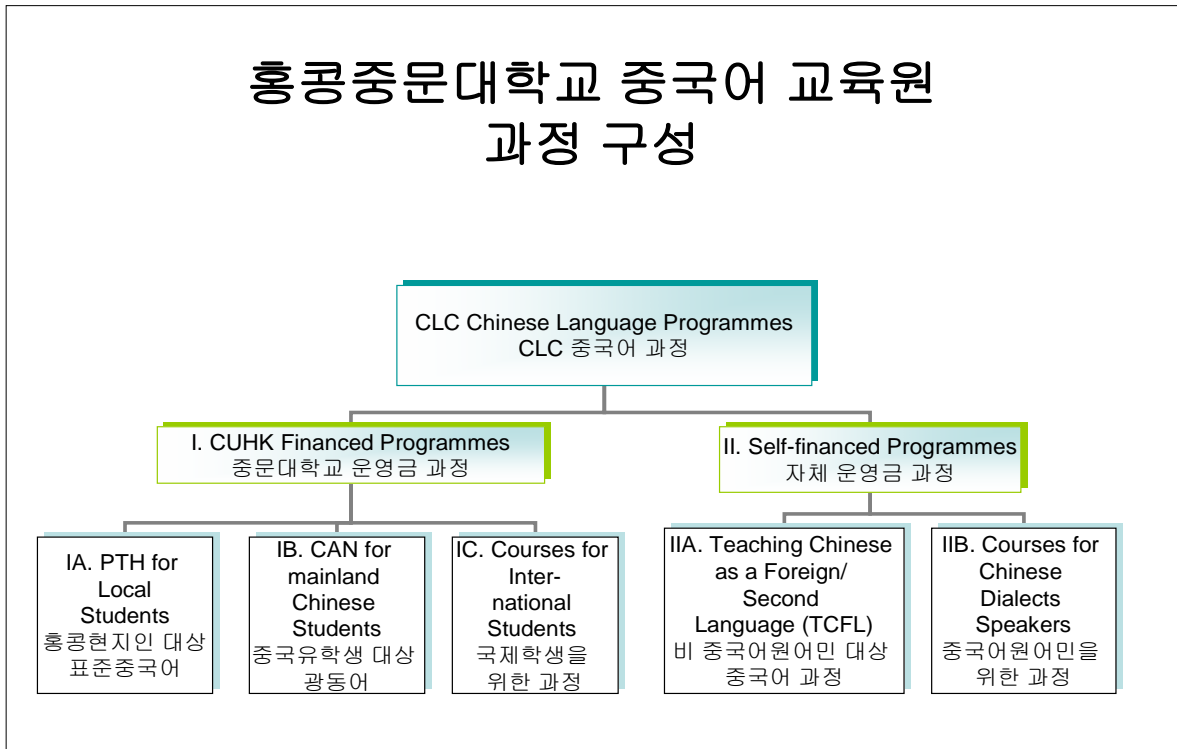 홍콩중문대학교 중국어 교육원
과정 구성
CLC Chinese Language Programmes
CLC 중국어 과정
I. CUHK Financed Programmes
중문대학교 운영금 과정
II. Self-financed Programmes
자체 운영금 과정
IA. PTH for
Local
Students
홍콩현지인 대상
표준중국어
IB. CAN for
mainland
Chinese
Students
중국유학생 대상
광동어
IC. Courses for
Inter-
national
Students
국제학생을
위한 과정
IIA. Teaching Chinese
as a Foreign/
Second
Language (TCFL)
비 중국어원어민 대상
중국어 과정
IIB. Courses for
Chinese
Dialects
Speakers
중국어원어민을
위한 과정